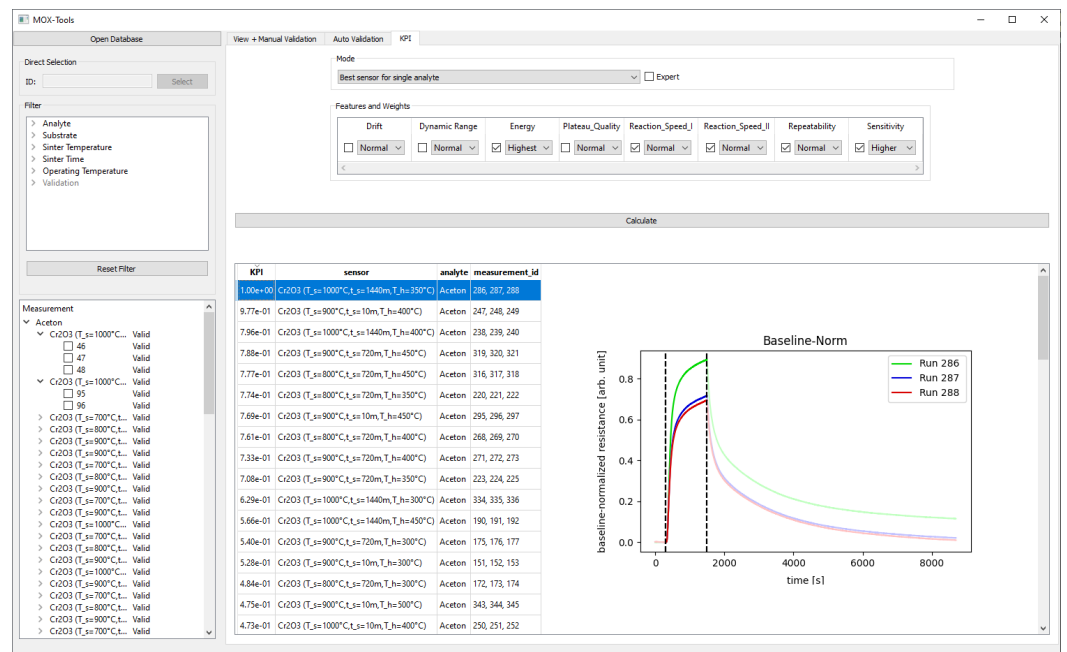 MOX-Tools
Open Database
Direct Selection
ID:
Select
Filter
Analyte
Substrate
Sinter Temperature
Sinter Time
Operating Temperature
Validation
Reset Filter
Measurement
Aceton
Cr2O3 (T_s=1000°C... Valid
46 Valid
47 Valid
48 Valid
Cr2O3 (T_s=1000°C... Valid
95 Valid
96 Valid
Cr2O3 (T_s=700°C,t... Valid
Cr2O3 (T_s=800°C,t... Valid
Cr2O3 (T_s=900°C,t... Valid
Cr2O3 (T_s=900°C,t... Valid
Cr2O3 (T_s=700°C,t... Valid
Cr2O3 (T_s=800°C,t... Valid
Cr2O3 (T_s=900°C,t... Valid
Cr2O3 (T_s=700°C,t... Valid
Cr2O3 (T_s=900°C,t... Valid
Cr2O3 (T_s=1000°C... Valid
Cr2O3 (T_s=700°C,t... Valid
Cr2O3 (T_s=800°C,t... Valid
Cr2O3 (T_s=900°C,t... Valid
Cr2O3 (T_s=1000°C... Valid
Cr2O3 (T_s=900°C,t... Valid
Cr2O3 (T_s=700°C,t... Valid
Cr2O3 (T_s=800°C,t... Valid
Cr2O3 (T_s=900°C,t... Valid
Cr2O3 (T_s=700°C,t... Valid
View + Manual Validation Auto Validation KPI
Mode
Best sensor for single analyte Expert
Features and Weights
Drift Dynamic Range Energy Plateau_Quality Reaction_Speed_I Reaction_Speed_II Repeatability Sensitivity
Normal Normal Highest Normal Normal Normal Normal Higher
Calculate
KPI sensor analyte measurement_id
1.00e+00 Cr2O3 (T_s=1000°C,t_s=1440m,T_h=350°C) Aceton 286, 287, 288
9.77e-01 Cr2O3 (T_s=900°C,t_s=10m,T_h=400°C) Aceton 247, 248, 249
7.96e-01 Cr2O3 (T_s=1000°C,t_s=1440m,T_h=400°C) Aceton 238, 239, 240
7.88e-01 Cr2O3 (T_s=900°C,t_s=720m,T_h=450°C) Aceton 319, 320, 321
7.77e-01 Cr2O3 (T_s=800°C,t_s=720m,T_h=450°C) Aceton 316, 317, 318
7.74e-01 Cr2O3 (T_s=800°C,t_s=720m,T_h=350°C) Aceton 220, 221, 222
7.69e-01 Cr2O3 (T_s=900°C,t_s=10m,T_h=450°C) Aceton 295, 296, 297
7.61e-01 Cr2O3 (T_s=800°C,t_s=720m,T_h=400°C) Aceton 268, 269, 270
7.33e-01 Cr2O3 (T_s=900°C,t_s=720m,T_h=400°C) Aceton 271, 272, 273
7.08e-01 Cr2O3 (T_s=900°C,t_s=720m,T_h=350°C) Aceton 223, 224, 225
6.29e-01 Cr2O3 (T_s=1000°C,t_s=1440m,T_h=300°C) Aceton 334, 335, 336
5.66e-01 Cr2O3 (T_s=1000°C,t_s=1440m,T_h=450°C) Aceton 190, 191, 192
5.40e-01 Cr2O3 (T_s=900°C,t_s=720m,T_h=300°C) Aceton 175, 176, 177
5.28e-01 Cr2O3 (T_s=900°C,t_s=10m,T_h=300°C) Aceton 151, 152, 153
4.84e-01 Cr2O3 (T_s=800°C,t_s=720m,T_h=300°C) Aceton 172, 173, 174
4.75e-01 Cr2O3 (T_s=900°C,t_s=10m,T_h=500°C) Aceton 343, 344, 345
4.73e-01 Cr2O3 (T_s=1000°C,t_s=10m,T_h=400°C) Aceton 250, 251, 252
Baseline-Norm
Run 286
Run 287
Run 288
baseline-normalized resistance [arb. unit]
0.8
0.6
0.4
0.2
0.0
0 2000 4000 6000 8000
time [s]